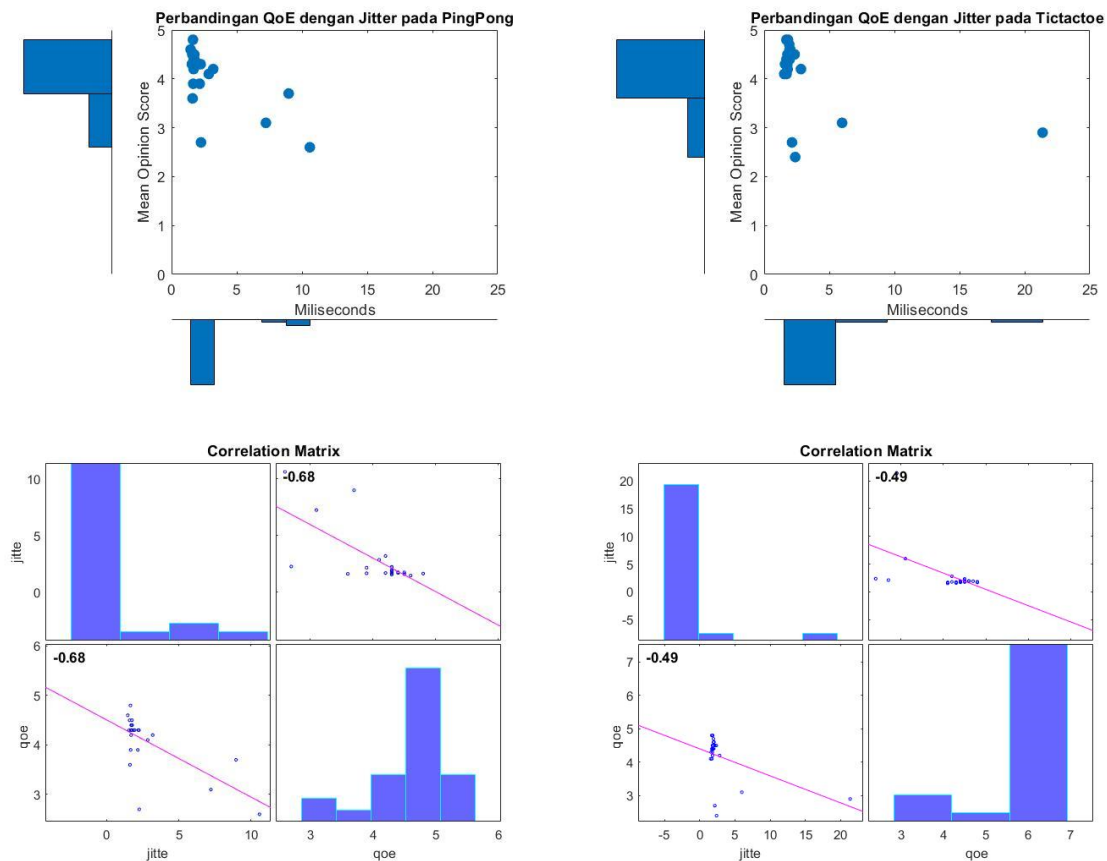 Perbandingan QoE dengan Jitter pada PingPong
5
4
3
2
1
0
Mean Opinion Score
0 5 10 15 20 25
Miliseconds
Perbandingan QoE dengan Jitter pada Tictactoe
5
4
3
2
1
0
Mean Opinion Score
0 5 10 15 20 25
Miliseconds
Correlation Matrix
10
5
0
jitte
-0.68
6
5
4
3
qoe
-0.68
0 5 10
jitte
3 4 5 6
qoe
Correlation Matrix
20
15
10
5
0
-5
jitte
-0.49
7
6
5
4
3
qoe
-0.49
-5 0 5 10 15 20
jitte
3 4 5 6 7
qoe